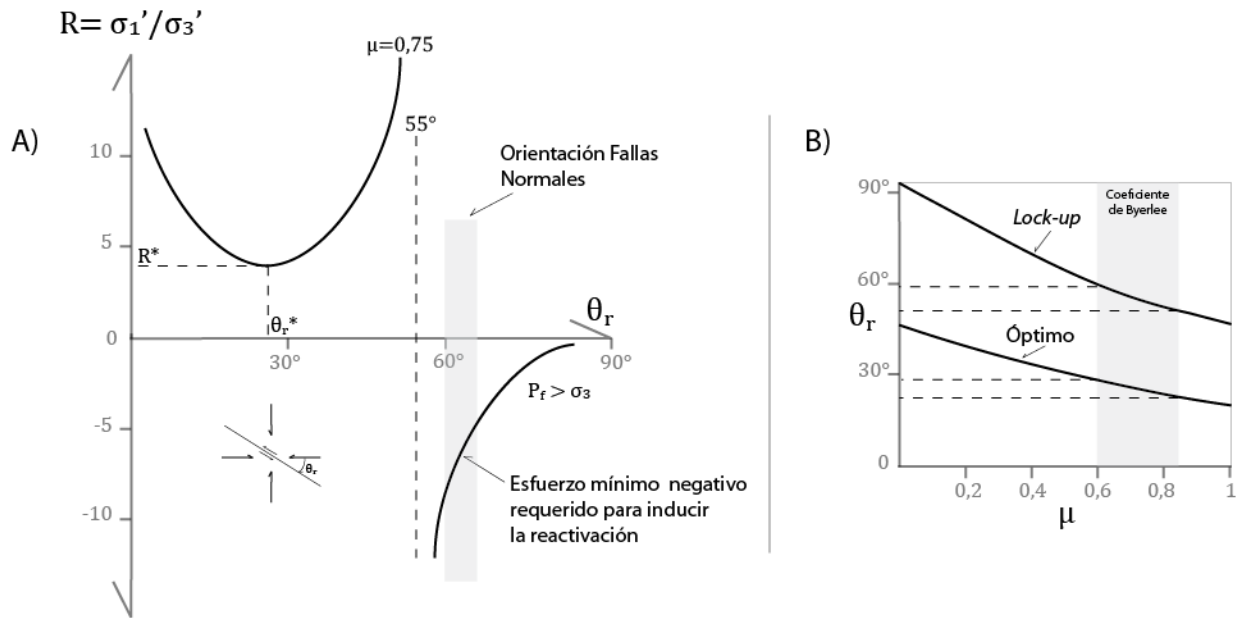 R= σ₁'/σ₃'
μ=0,75
A)
55°
10
Orientación Fallas
Normales
5
R*
θᵣ*
θᵣ
0
30°
60°
90°
P_f > σ₃
-5
θᵣ
Esfuerzo mínimo negativo
requerido para inducir
la reactivación
-10
B)
90°
Coeficiente
de Byerlee
Lock-up
60°
θᵣ
Óptimo
30°
0
0,2
0,4
0,6
0,8
1
μ